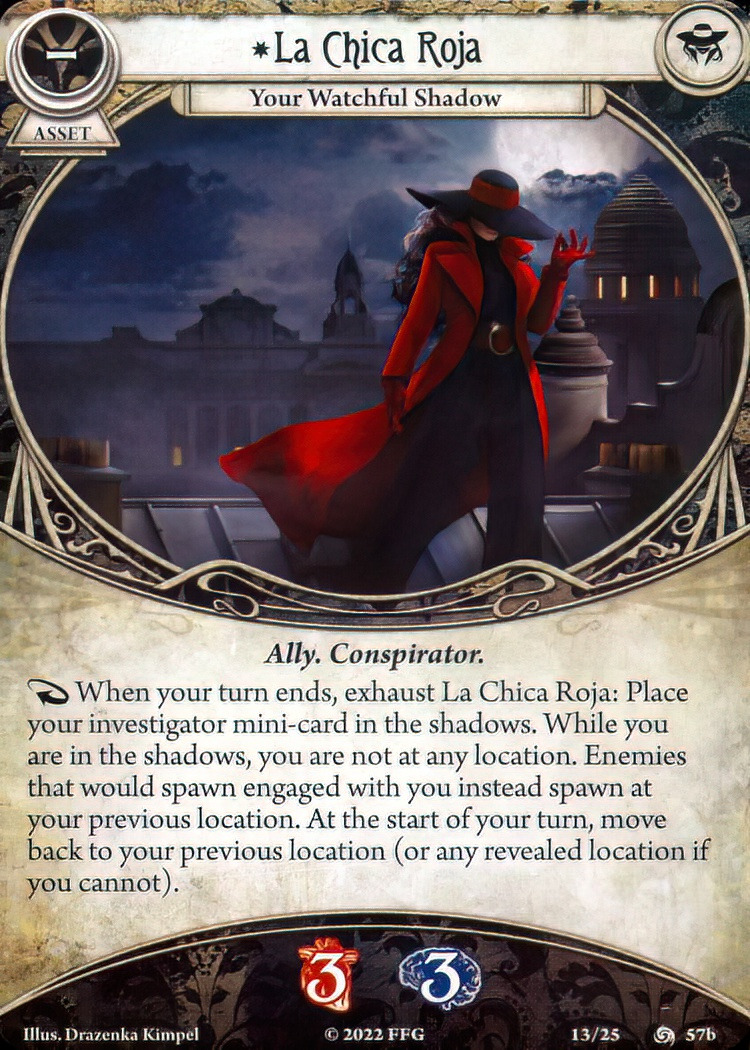 ✷La Chica Roja
Your Watchful Shadow
ASSET
Ally. Conspirator.
When your turn ends, exhaust La Chica Roja: Place
your investigator mini-card in the shadows. While you
are in the shadows, you are not at any location. Enemies
that would spawn engaged with you instead spawn at
your previous location. At the start of your turn, move
back to your previous location (or any revealed location if
you cannot).
3 3
Illus. Drazenka Kimpel © 2022 FFG 13/25 57b